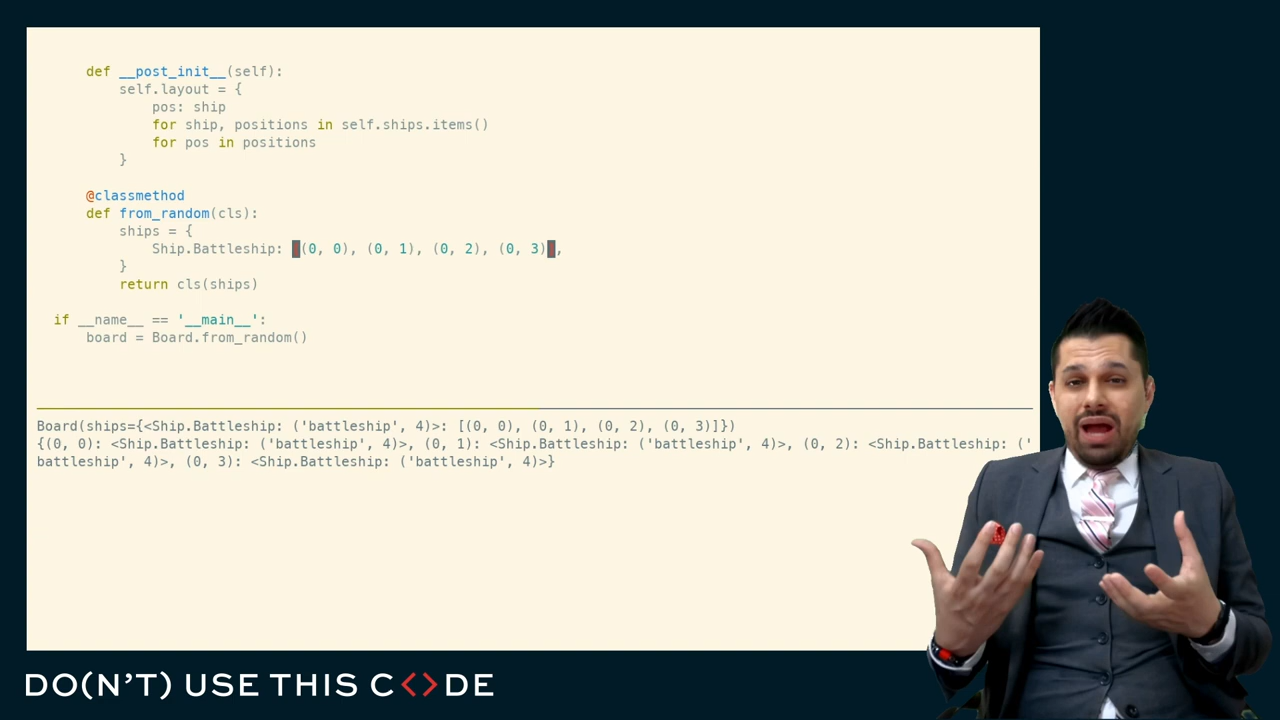 def __post_init__(self):
self.layout = {
pos: ship
for ship, positions in self.ships.items()
for pos in positions
}
@classmethod
def from_random(cls):
ships = {
Ship.Battleship: [(0, 0), (0, 1), (0, 2), (0, 3)],
}
return cls(ships)
if __name__ == '__main__':
board = Board.from_random()
Board(ships={<Ship.Battleship: ('battleship', 4)>: [(0, 0), (0, 1), (0, 2), (0, 3)]})
{(0, 0): <Ship.Battleship: ('battleship', 4)>, (0, 1): <Ship.Battleship: ('battleship', 4)>, (0, 2): <Ship.Battleship: ('
battleship', 4)>, (0, 3): <Ship.Battleship: ('battleship', 4)>}
DO(N'T) USE THIS C<>DE